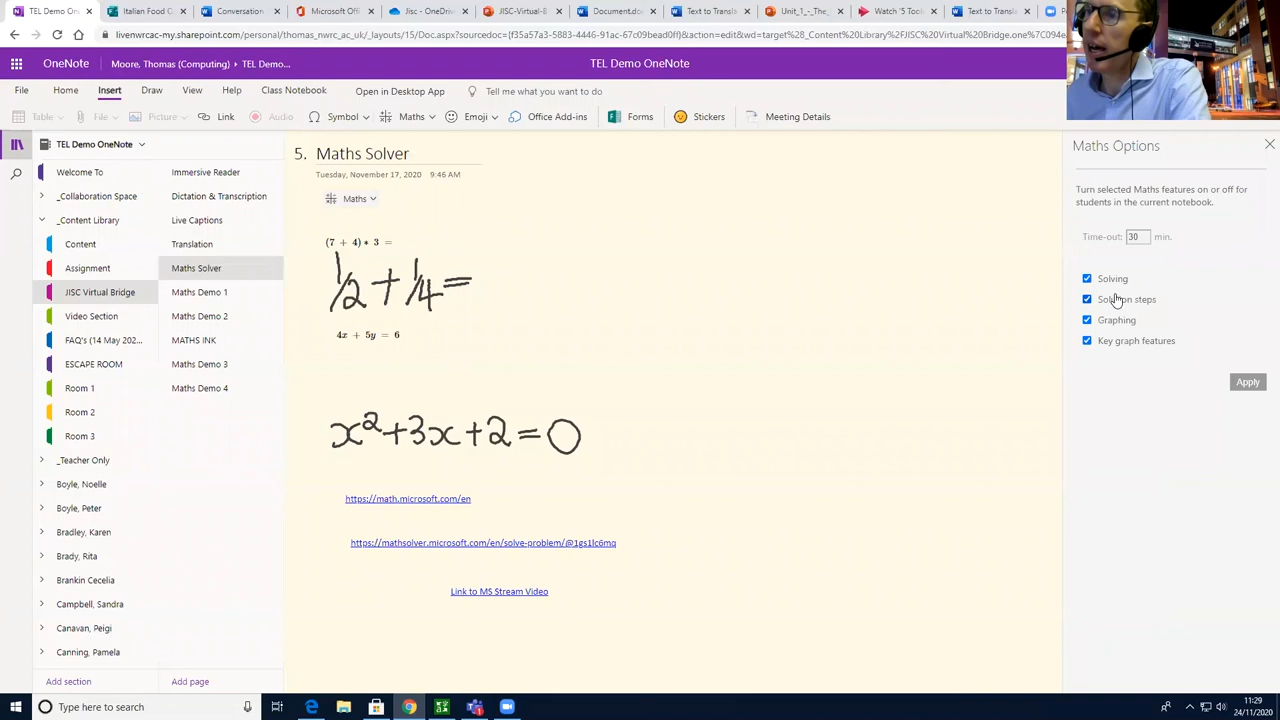 TEL Demo On
Italian Food C
Conversation
Microsoft Offi
Jisc - OneDriv
JISC-Virtual-B
Document.do
Text to Transl
Unit_1_-_The_
Watch '5 Tool
Text to Transl
livenwrcac-my.sharepoint.com/personal/thomas_nwrc_ac_uk/_layouts/15/Doc.aspx?sourcedoc={f35a57a3-5883-4446-91ac-67c09bead0ff}&action=edit&wd=target%28_Content%20Library%2FJISC%20Virtual%20Bridge.one%7C094e
OneNote
Moore, Thomas (Computing) > TEL Demo...
TEL Demo OneNote
File Home Insert Draw View Help Class Notebook Open in Desktop App Tell me what you want to do
Table File Picture Link Audio Symbol Maths Emoji Office Add-ins Forms Stickers Meeting Details
TEL Demo OneNote
Welcome To
_Collaboration Space
_Content Library
Content
Assignment
JISC Virtual Bridge
Video Section
FAQ's (14 May 202...
ESCAPE ROOM
Room 1
Room 2
Room 3
_Teacher Only
Boyle, Noelle
Boyle, Peter
Bradley, Karen
Brady, Rita
Brankin Cecelia
Campbell, Sandra
Canavan, Peigi
Canning, Pamela
Add section
Immersive Reader
Dictation & Transcription
Live Captions
Translation
Maths Solver
Maths Demo 1
Maths Demo 2
MATHS INK
Maths Demo 3
Maths Demo 4
Add page
5. Maths Solver
Tuesday, November 17, 2020 9:46 AM
Maths
(7 + 4) * 3 =
1/2 + 1/4 =
4x + 5y = 6
x²+3x+2=0
https://math.microsoft.com/en
https://mathsolver.microsoft.com/en/solve-problem/@1gs1lc6mq
Link to MS Stream Video
Maths Options
Turn selected Maths features on or off for
students in the current notebook.
Time-out: 30 min.
Solving
Solution steps
Graphing
Key graph features
Apply
Type here to search
11:29
24/11/2020